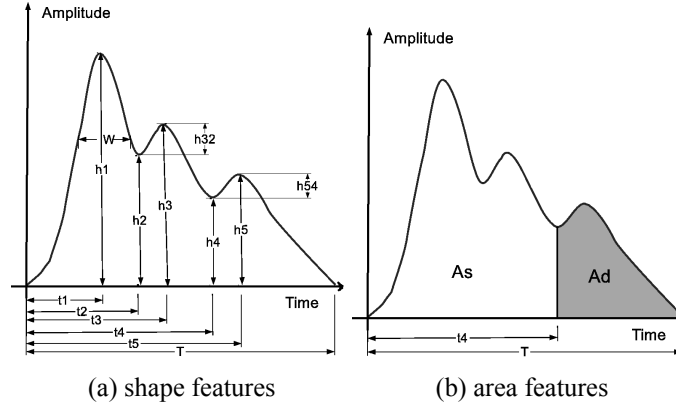 Amplitude
W
h32
h1
h3
h54
h2
h4
h5
t1
Time
t2
t3
t4
t5
T
(a) shape features
Amplitude
As
Ad
Time
t4
T
(b) area features